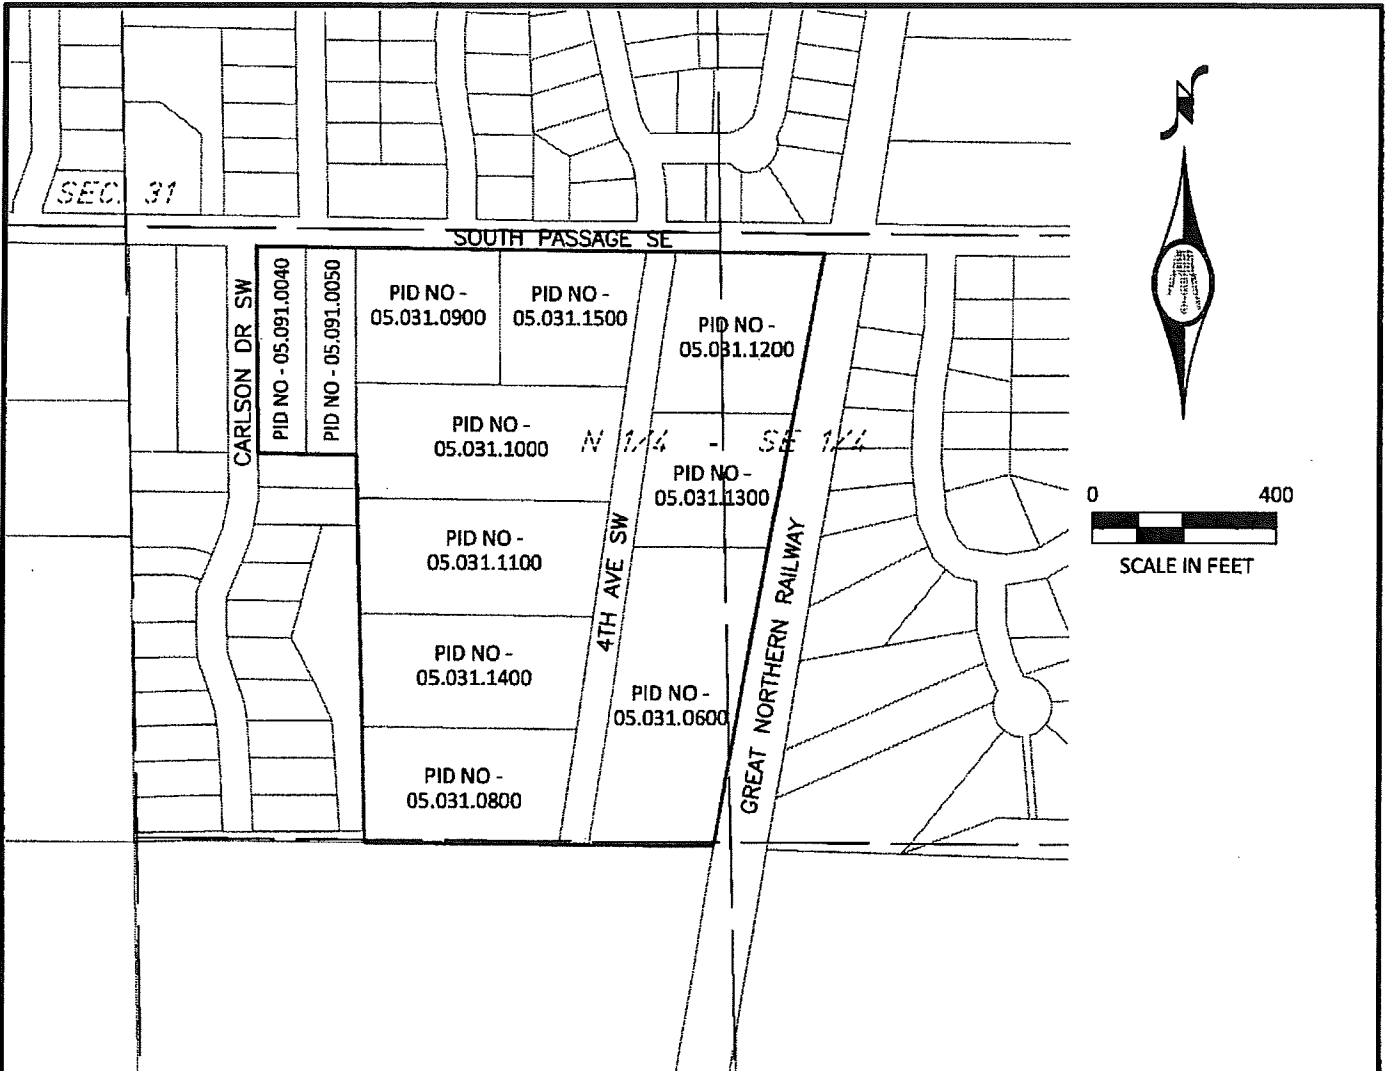 N
SEC. 31
SOUTH PASSAGE SE
CARLSON DR SW
PID NO - 05.091.0040
PID NO - 05.091.0050
PID NO -
05.031.0900
PID NO -
05.031.1500
PID NO -
05.031.1200
PID NO -
05.031.1000
N 1/4 - SE 1/4
PID NO -
05.031.1300
0 400
SCALE IN FEET
PID NO -
05.031.1100
4TH AVE SW
GREAT NORTHERN RAILWAY
PID NO -
05.031.1400
PID NO -
05.031.0600
PID NO -
05.031.0800